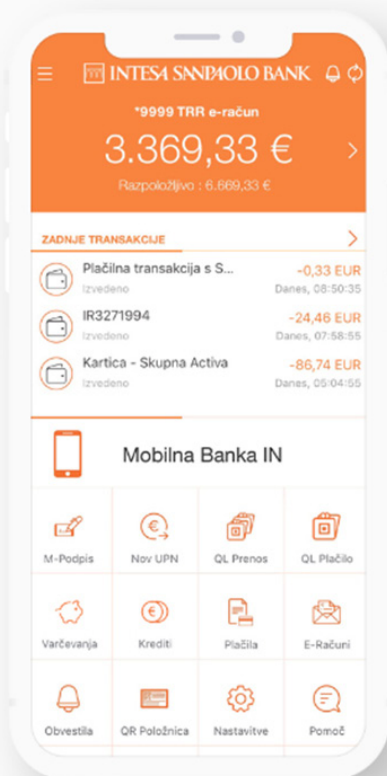 INTESA SANPAOLO BANK
*9999 TRR e-račun
3.369,33 €
Razpoložljivo : 6.669,33 €
ZADNJE TRANSAKCIJE
Plačilna transakcija s S... -0,33 EUR
Izvedeno Danes, 08:50:35
IR3271994 -24,46 EUR
Izvedeno Danes, 07:58:55
Kartica - Skupna Activa -86,74 EUR
Izvedeno Danes, 05:04:55
Mobilna Banka IN
M-Podpis Nov UPN QL Prenos QL Plačilo
Varčevanja Krediti Plačila E-Računi
Obvestila QR Položnica Nastavitve Pomoč